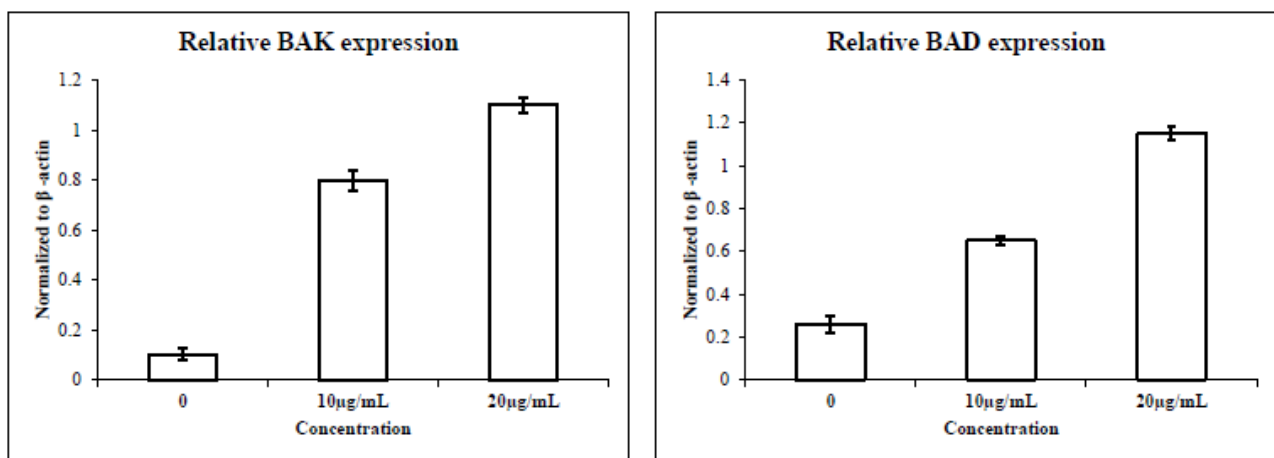 Relative BAK expression
Normalized to β -actin
1.2
1
0.8
0.6
0.4
0.2
0
0 10µg/mL 20µg/mL
Concentration
Relative BAD expression
Normalized to β -actin
1.4
1.2
1
0.8
0.6
0.4
0.2
0
0 10µg/mL 20µg/mL
Concentration